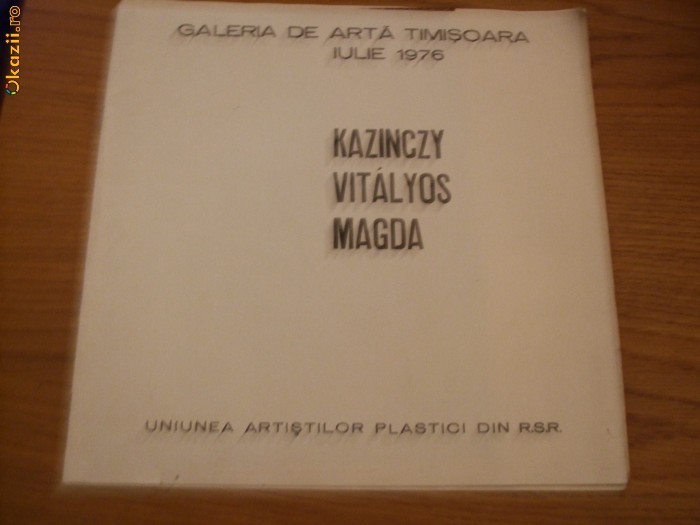 Okazii.ro
GALERIA DE ARTĂ TIMIȘOARA
IULIE 1976
KAZINCZY
VITÁLYOS
MAGDA
UNIUNEA ARTIȘTILOR PLASTICI DIN R.S.R.